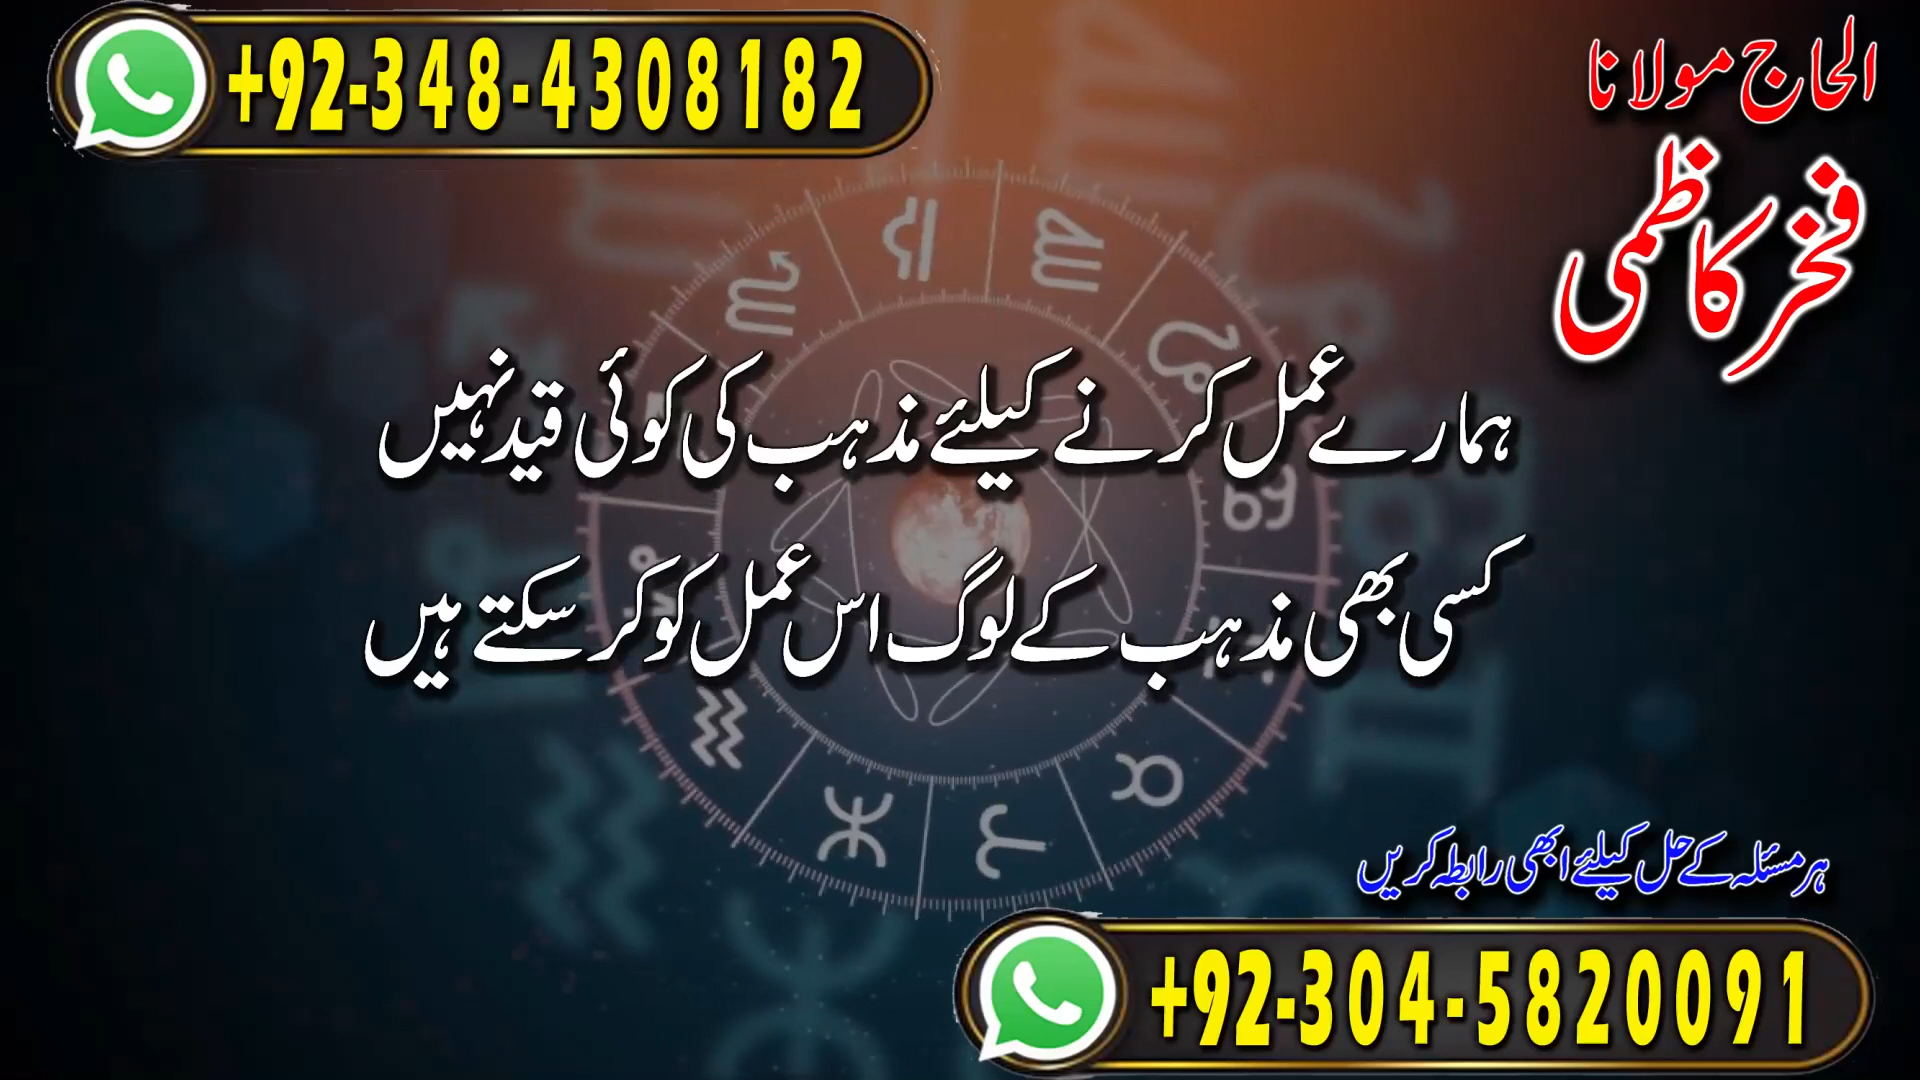 +92-348-4308182
الحاج مولانا
فخر کاظمی
ہمارے عمل کرنے کیلئے مذہب کی کوئی قید نہیں
کسی بھی مذہب کے لوگ اس عمل کو کر سکتے ہیں
ہر مسئلہ کے حل کیلئے ابھی رابطہ کریں
+92-304-5820091